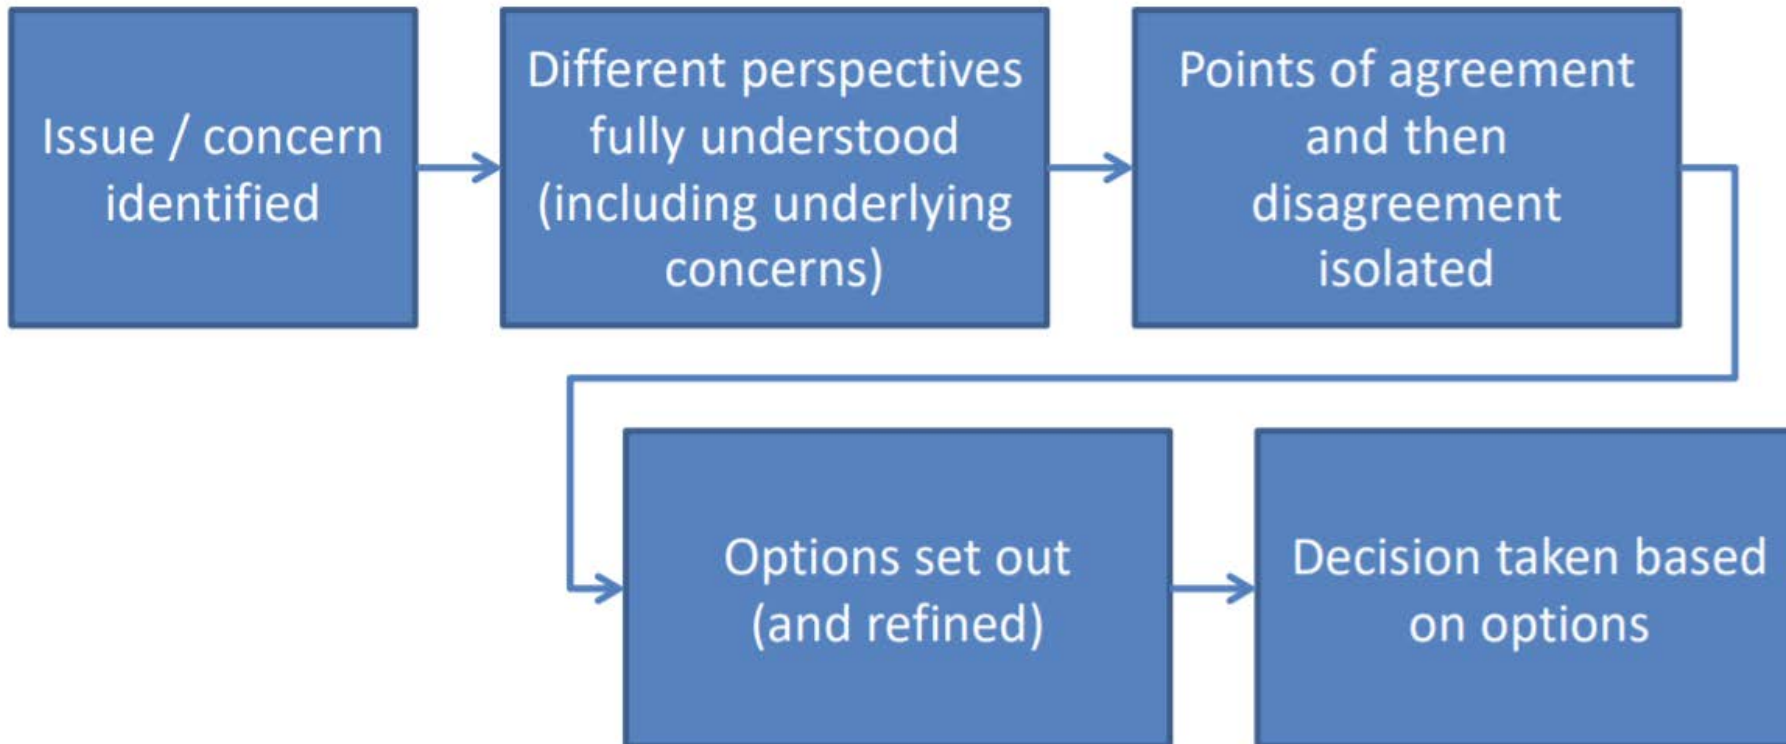 Issue / concern
identified
Different perspectives
fully understood
(including underlying
concerns)
Points of agreement
and then
disagreement
isolated
Options set out
(and refined)
Decision taken based
on options